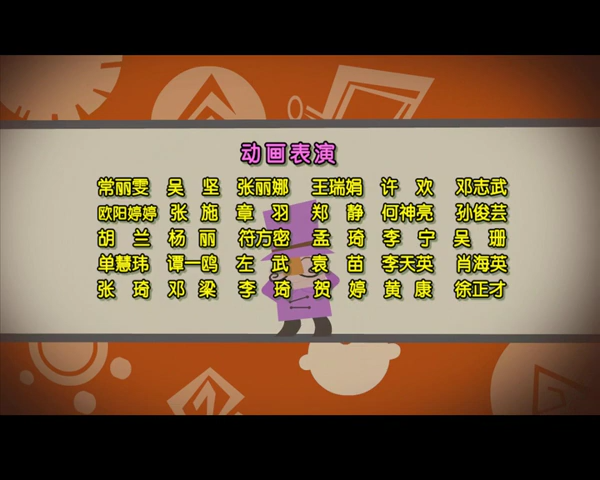 动画表演
常丽雯 吴 坚 张丽娜 王瑞娟 许 欢 邓志武
欧阳婷婷 张 施 章 羽 郑 静 何神亮 孙俊芸
胡 兰 杨 丽 符方密 孟 琦 李 宁 吴 珊
单慧玮 谭一鸥 左 武 袁 苗 李天英 肖海英
张 琦 邓 梁 李 琦 贺 婷 黄 康 徐正才